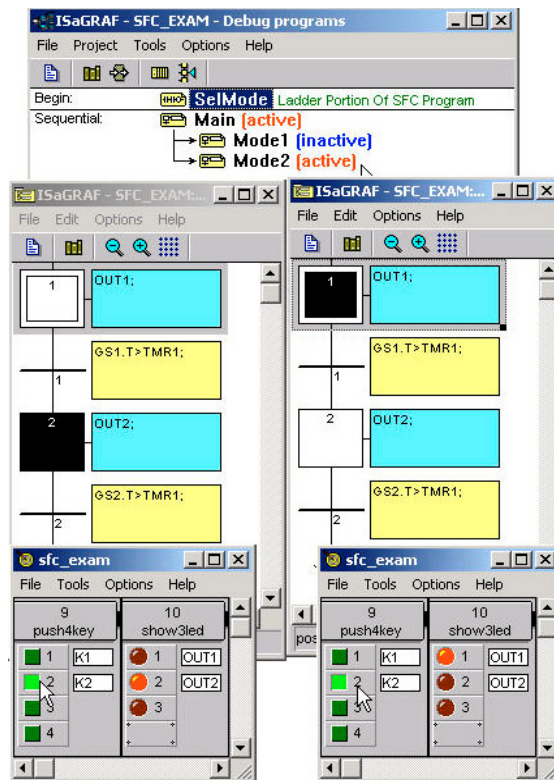 ISaGRAF - SFC_EXAM - Debug programs
File Project Tools Options Help
Begin: SelMode Ladder Portion Of SFC Program
Sequential: Main (active)
Mode1 (inactive)
Mode2 (active)
ISaGRAF - SFC_EXAM:...
File Edit Options Help
1 OUT1;
GS1.T>TMR1;
1
2 OUT2;
GS2.T>TMR1;
2
ISaGRAF - SFC_EXAM:...
File Edit Options Help
1 OUT1;
GS1.T>TMR1;
1
2 OUT2;
GS2.T>TMR1;
2
pos
sfc_exam
File Tools Options Help
9 10
push4key show3led
1 K1 1 OUT1
2 K2 2 OUT2
3 3
4
sfc_exam
File Tools Options Help
9 10
push4key show3led
1 K1 1 OUT1
2 K2 2 OUT2
3 3
4